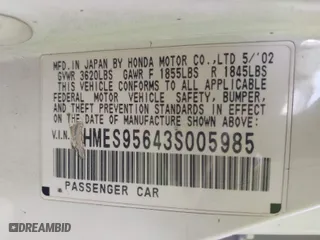 MFD. IN JAPAN BY HONDA MOTOR CO.,LTD 5/'02
GVWR 3620LBS GAWR F 1855LBS R 1845LBS
THIS VEHICLE CONFORMS TO ALL APPLICABLE
FEDERAL MOTOR VEHICLE SAFETY, BUMPER,
AND THEFT PREVENTION STANDARDS IN EFFECT
ON THE DATE OF MANUFACTURE SHOWN ABOVE.
V.I.N. HMES95643S005985
PASSENGER CAR
DREAMBID